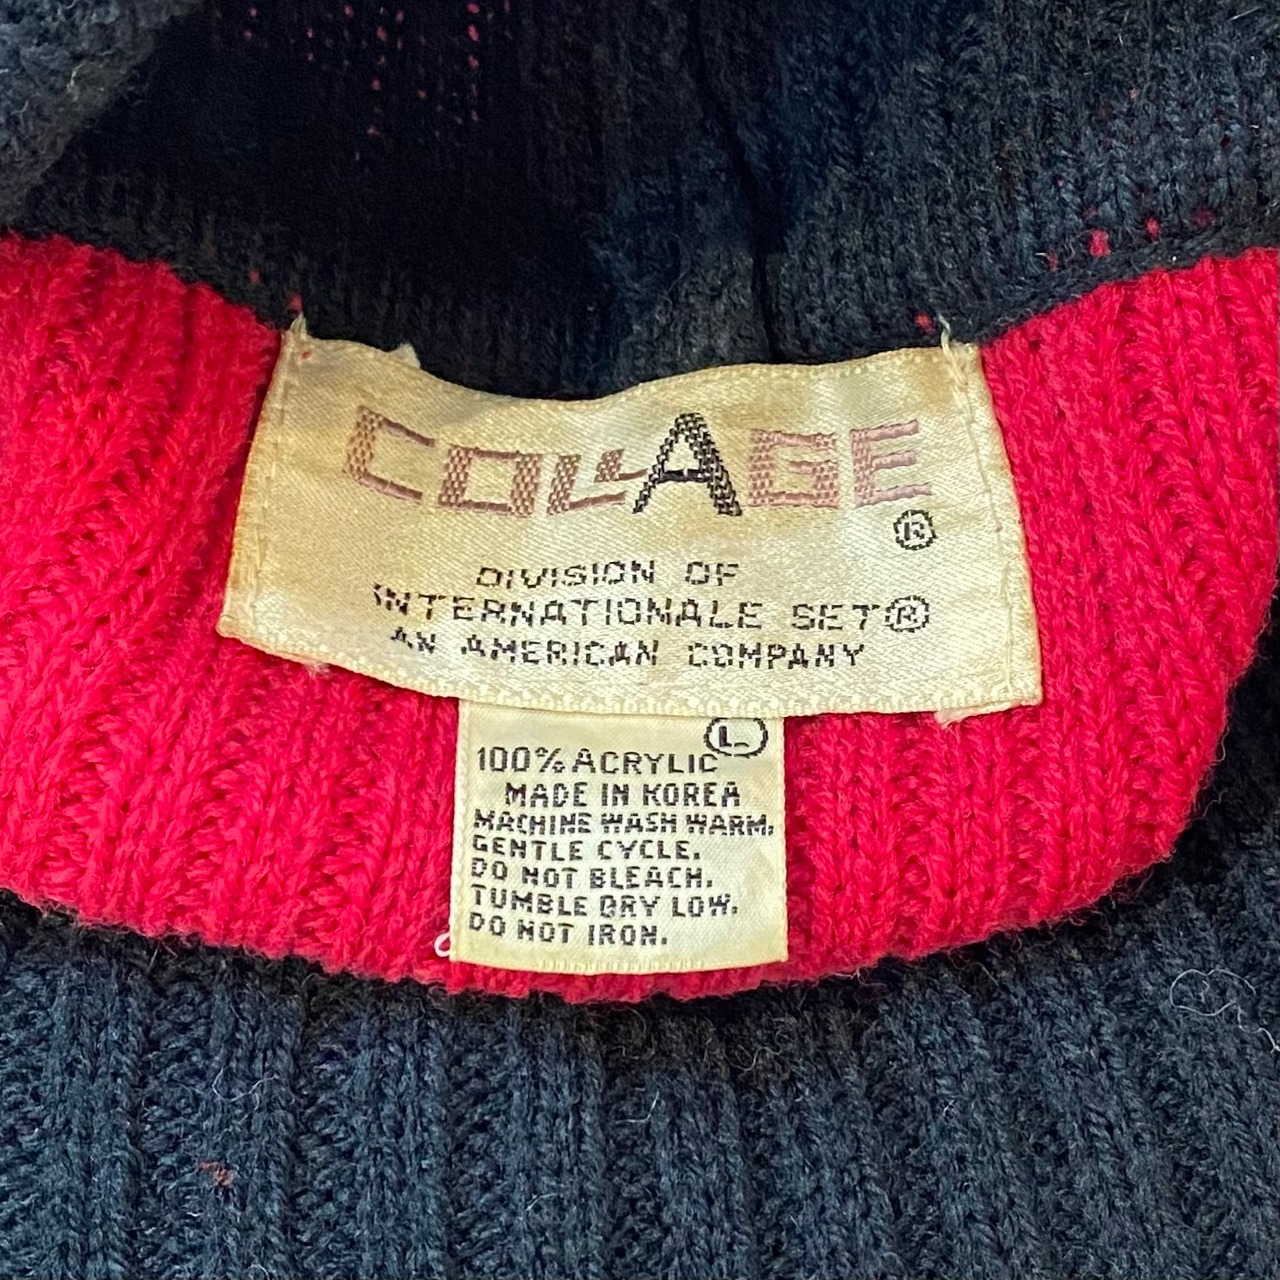 COLLAGE
®
DIVISION OF
INTERNATIONALE SET®
AN AMERICAN COMPANY
L
100% ACRYLIC
MADE IN KOREA
MACHINE WASH WARM,
GENTLE CYCLE.
DO NOT BLEACH.
TUMBLE DRY LOW.
DO NOT IRON.